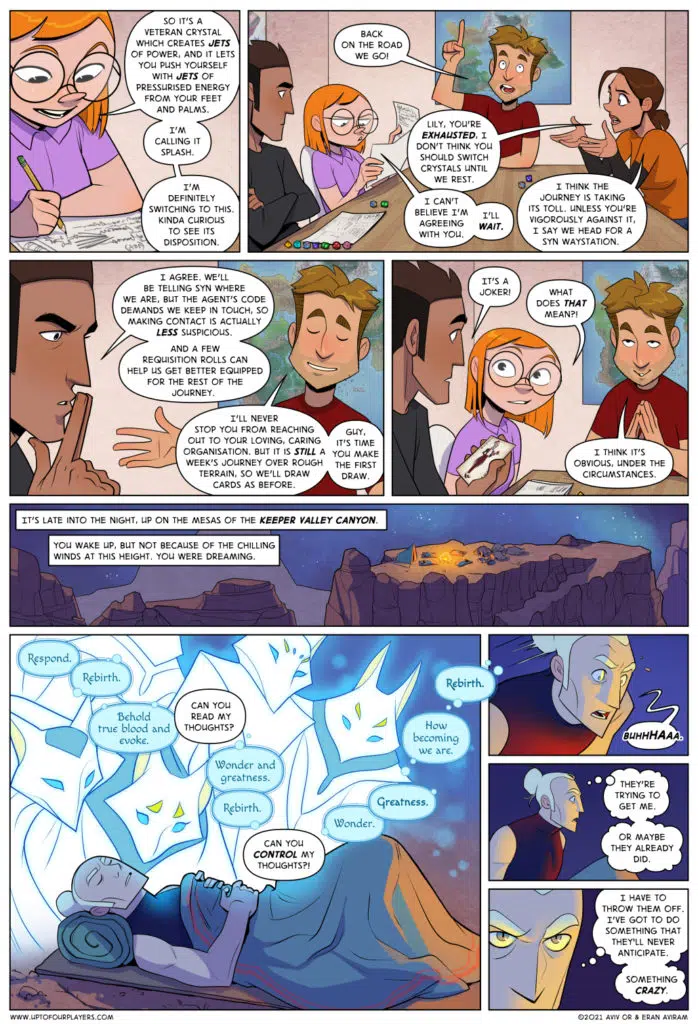 SO IT'S A
VETERAN CRYSTAL
WHICH CREATES JETS
OF POWER, AND IT LETS
YOU PUSH YOURSELF
WITH JETS OF
PRESSURISED ENERGY
FROM YOUR FEET
AND PALMS.
I'M
CALLING IT
SPLASH.
I'M
DEFINITELY
SWITCHING TO THIS.
KINDA CURIOUS
TO SEE ITS
DISPOSITION.
BACK
ON THE ROAD
WE GO!
LILY, YOU'RE
EXHAUSTED. I
DON'T THINK YOU
SHOULD SWITCH
CRYSTALS UNTIL
WE REST.
I CAN'T
BELIEVE I'M
AGREEING
WITH YOU.
I'LL
WAIT.
I THINK THE
JOURNEY IS TAKING
ITS TOLL. UNLESS YOU'RE
VIGOROUSLY AGAINST IT,
I SAY WE HEAD FOR A
SYN WAYSTATION.
I AGREE. WE'LL
BE TELLING SYN WHERE
WE ARE, BUT THE AGENT'S CODE
DEMANDS WE KEEP IN TOUCH, SO
MAKING CONTACT IS ACTUALLY
LESS SUSPICIOUS.
AND A FEW
REQUISITION ROLLS CAN
HELP US GET BETTER EQUIPPED
FOR THE REST OF THE
JOURNEY.
I'LL NEVER
STOP YOU FROM REACHING
OUT TO YOUR LOVING, CARING
ORGANISATION. BUT IT IS STILL A
WEEK'S JOURNEY OVER ROUGH
TERRAIN, SO WE'LL DRAW
CARDS AS BEFORE.
GUY,
IT'S TIME
YOU MAKE
THE FIRST
DRAW.
IT'S A
JOKER!
WHAT
DOES THAT
MEAN?!
I THINK IT'S
OBVIOUS, UNDER THE
CIRCUMSTANCES.
IT'S LATE INTO THE NIGHT, UP ON THE MESAS OF THE KEEPER VALLEY CANYON.
YOU WAKE UP, BUT NOT BECAUSE OF THE CHILLING
WINDS AT THIS HEIGHT. YOU WERE DREAMING.
Respond.
Rebirth.
Behold
true blood and
evoke.
CAN YOU
READ MY
THOUGHTS?
Wonder and
greatness.
Rebirth.
Rebirth.
How
becoming
we are.
Greatness.
Wonder.
CAN YOU
CONTROL MY
THOUGHTS?!
BUHHHAAA.
THEY'RE
TRYING TO
GET ME.
OR MAYBE
THEY ALREADY
DID.
I HAVE TO
THROW THEM OFF.
I'VE GOT TO DO
SOMETHING THAT
THEY'LL NEVER
ANTICIPATE.
SOMETHING
CRAZY.
WWW.UPTOFOURPLAYERS.COM
©2021 AVIV OR & ERAN AVIRAM